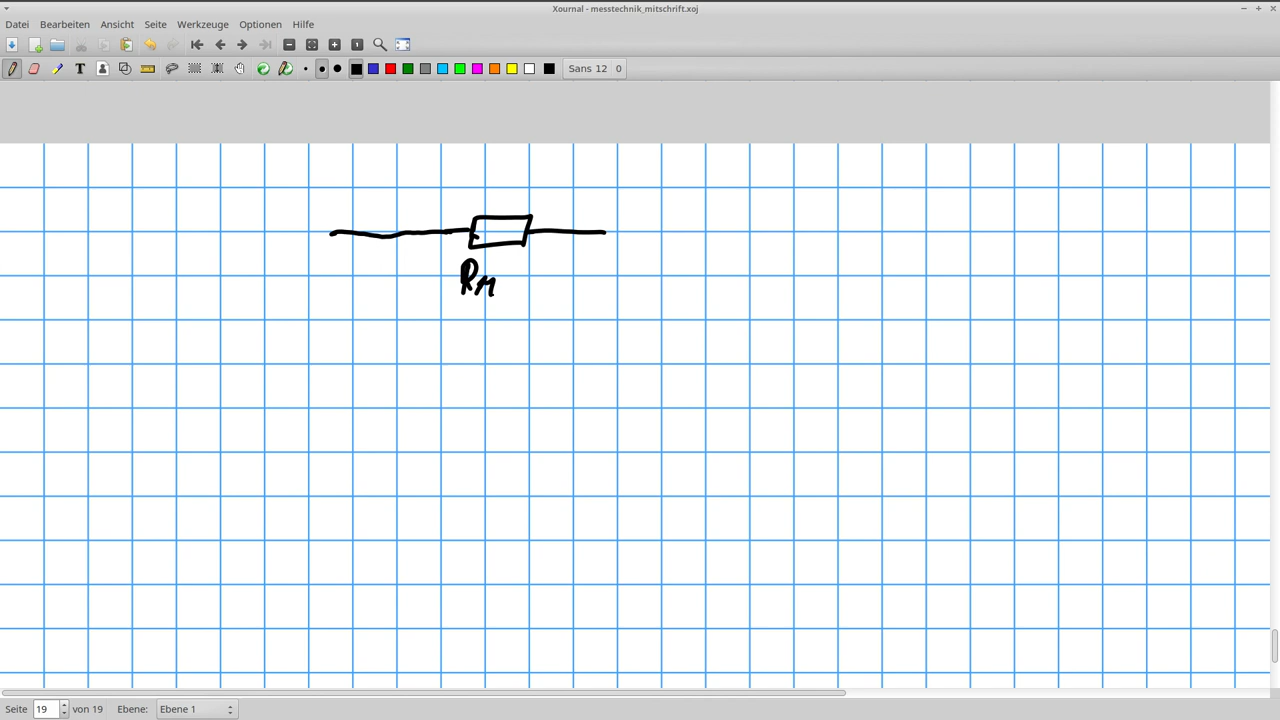 Xournal - messtechnik_mitschrift.xoj
Datei Bearbeiten Ansicht Seite Werkzeuge Optionen Hilfe
T Sans 12 0
R_M
Seite 19 von 19 Ebene: Ebene 1